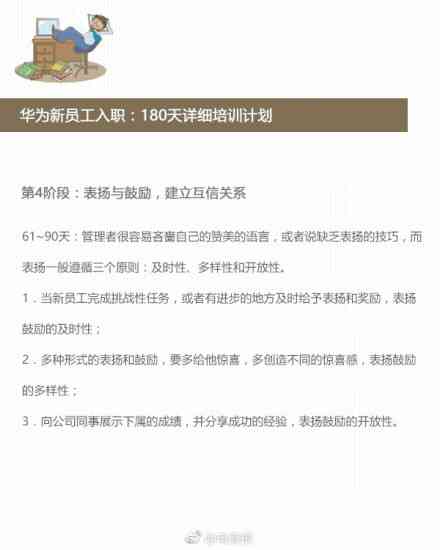 华为新员工入职：180天详细培训计划
第4阶段：表扬与鼓励，建立互信关系
61~90天：管理者很容易吝啬自己的赞美的语言，或者说缺乏表扬的技巧，而
表扬一般遵循三个原则：及时性、多样性和开放性。
1．当新员工完成挑战性任务，或者有进步的地方及时给予表扬和奖励，表扬
鼓励的及时性；
2．多种形式的表扬和鼓励，要多给他惊喜，多创造不同的惊喜感，表扬鼓励
的多样性；
3．向公司同事展示下属的成绩，并分享成功的经验，表扬鼓励的开放性。